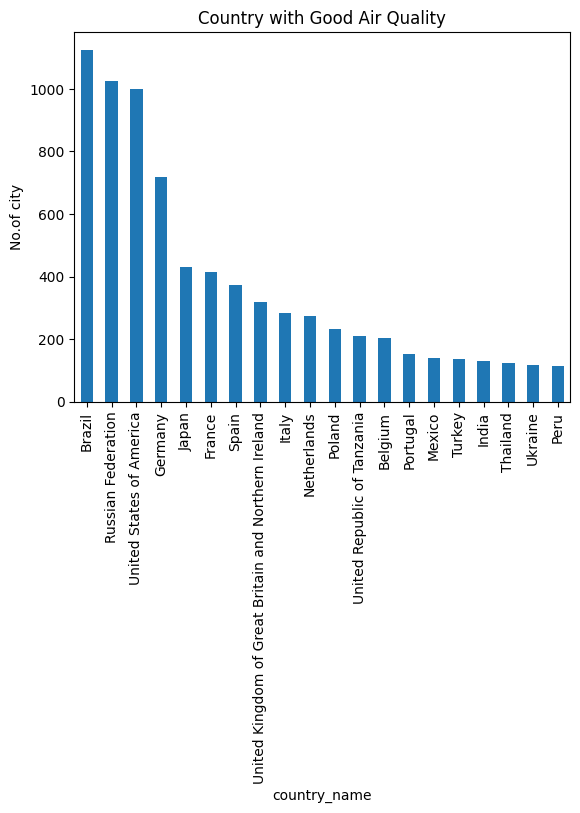 Country with Good Air Quality
No.of city
1000
800
600
400
200
0
Brazil
Russian Federation
United States of America
Germany
Japan
France
Spain
United Kingdom of Great Britain and Northern Ireland
Italy
Netherlands
Poland
United Republic of Tanzania
Belgium
Portugal
Mexico
Turkey
India
Thailand
Ukraine
Peru
country_name